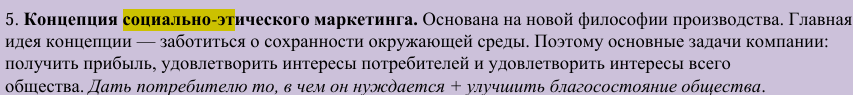 5. Концепция социально-этического маркетинга. Основана на новой философии производства. Главная
идея концепции — заботиться о сохранности окружающей среды. Поэтому основные задачи компании:
получить прибыль, удовлетворить интересы потребителей и удовлетворить интересы всего
общества. Дать потребителю то, в чем он нуждается + улучшить благосостояние общества.